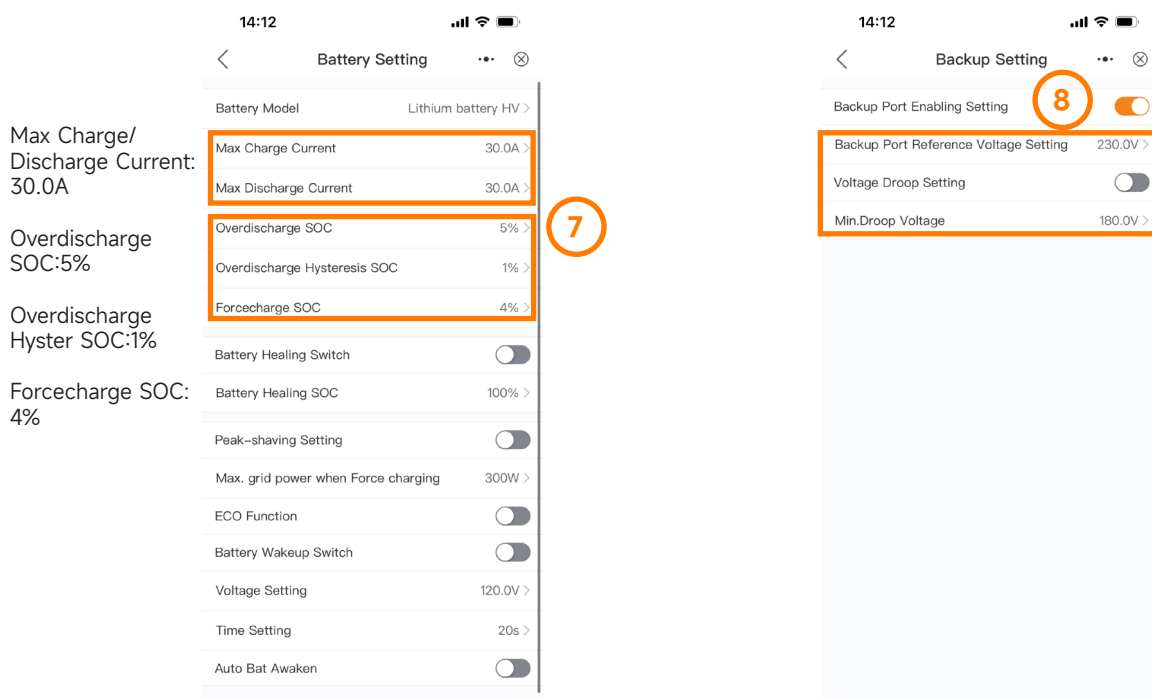 Max Charge/
Discharge Current:
30.0A
Overdischarge
SOC:5%
Overdischarge
Hyster SOC:1%
Forcecharge SOC:
4%
14:12
Battery Setting
Battery Model Lithium battery HV
Max Charge Current 30.0A
Max Discharge Current 30.0A
Overdischarge SOC 5%
Overdischarge Hysteresis SOC 1%
Forcecharge SOC 4%
7
Battery Healing Switch
Battery Healing SOC 100%
Peak-shaving Setting
Max. grid power when Force charging 300W
ECO Function
Battery Wakeup Switch
Voltage Setting 120.0V
Time Setting 20s
Auto Bat Awaken
14:12
Backup Setting
Backup Port Enabling Setting
8
Backup Port Reference Voltage Setting 230.0V
Voltage Droop Setting
Min.Droop Voltage 180.0V